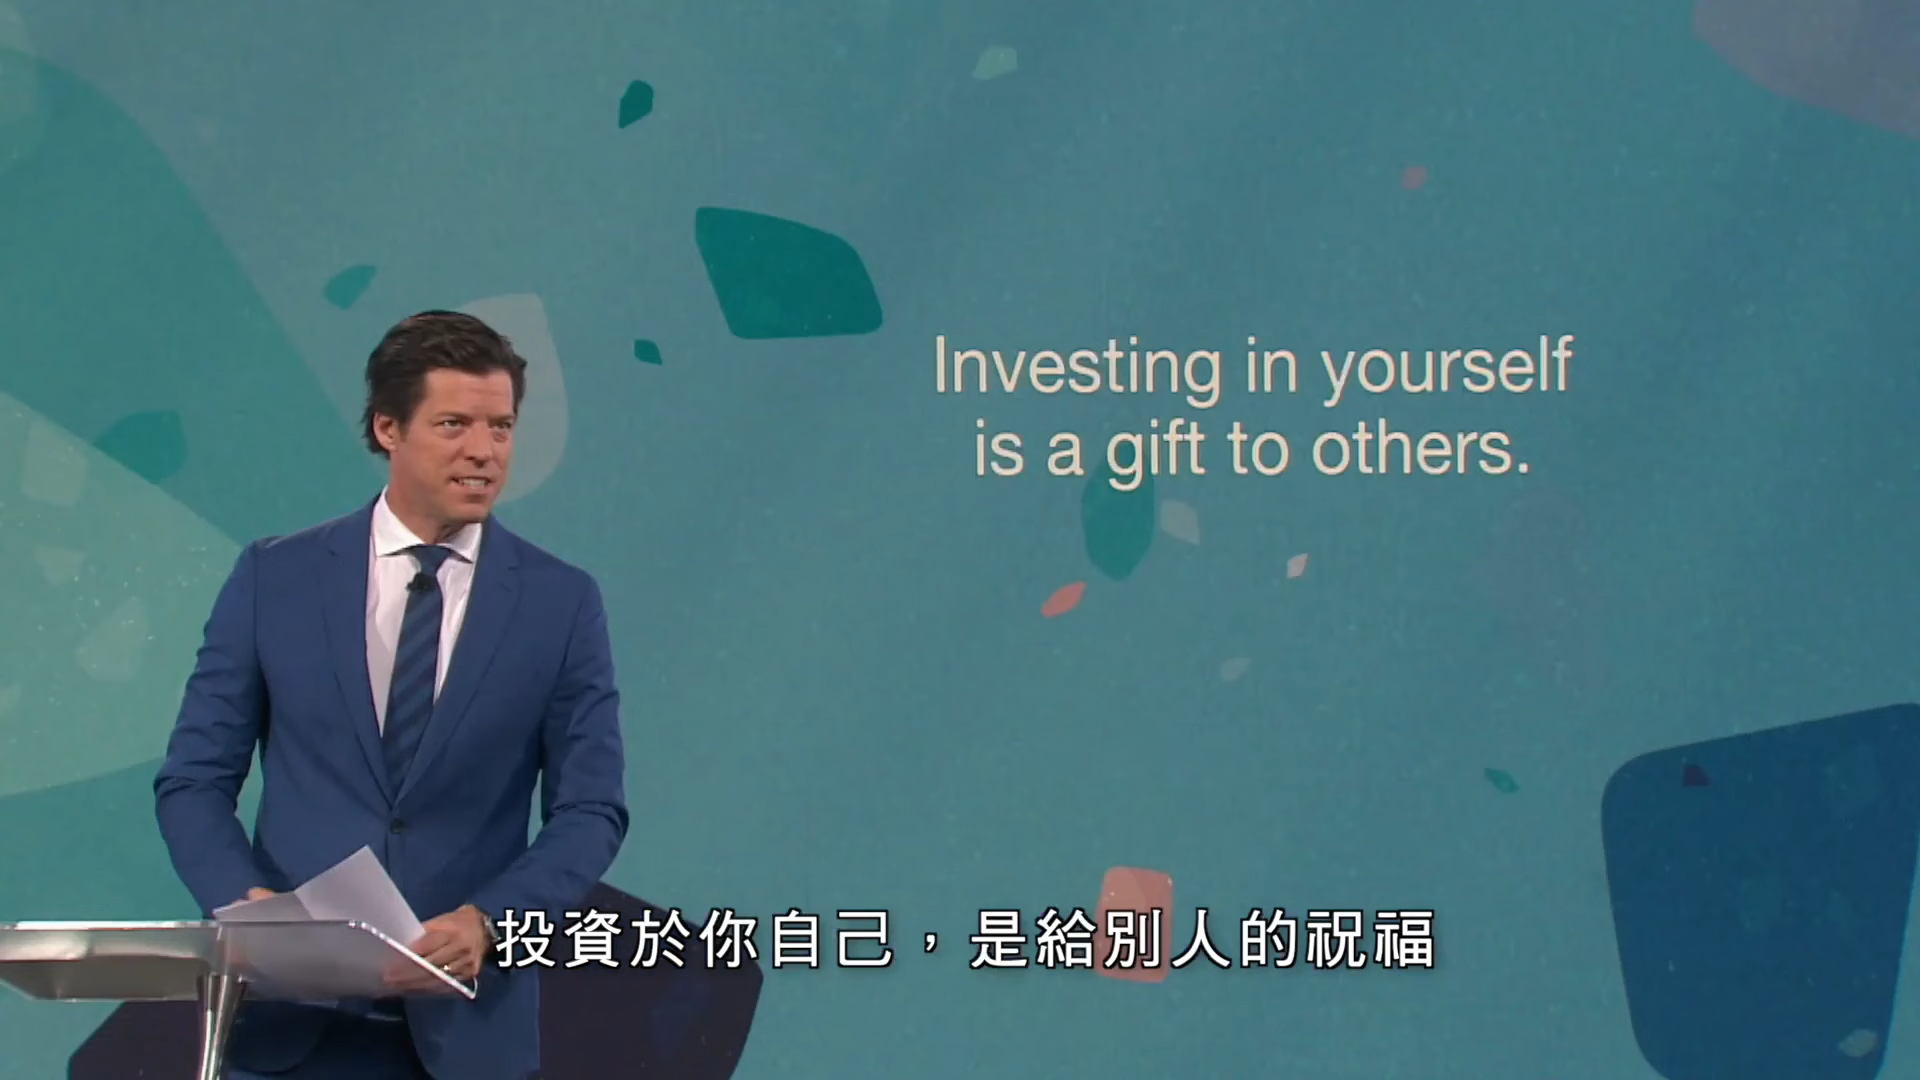 Investing in yourself
is a gift to others.
投資於你自己，是給別人的祝福